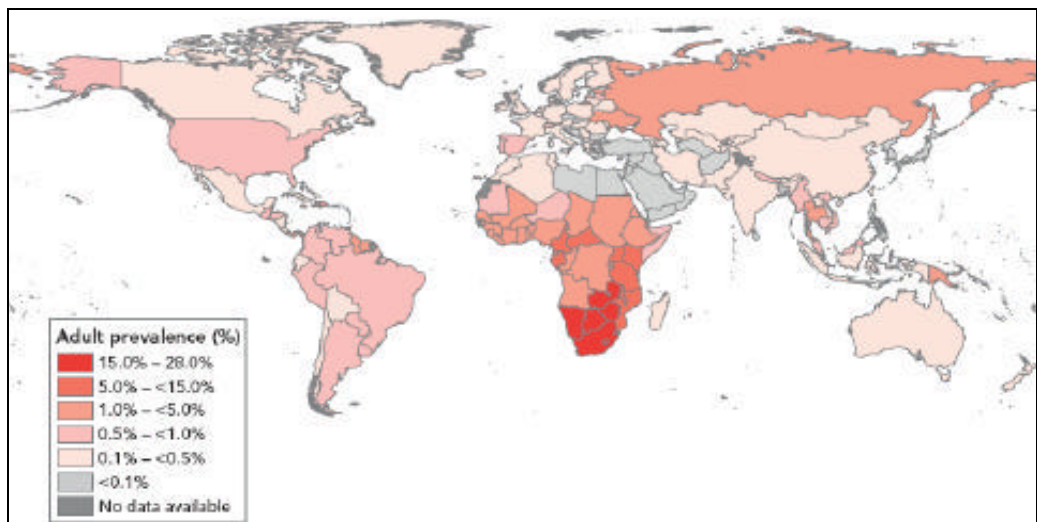 Adult prevalence (%)
15.0% – 28.0%
5.0% – <15.0%
1.0% – <5.0%
0.5% – <1.0%
0.1% – <0.5%
<0.1%
No data available